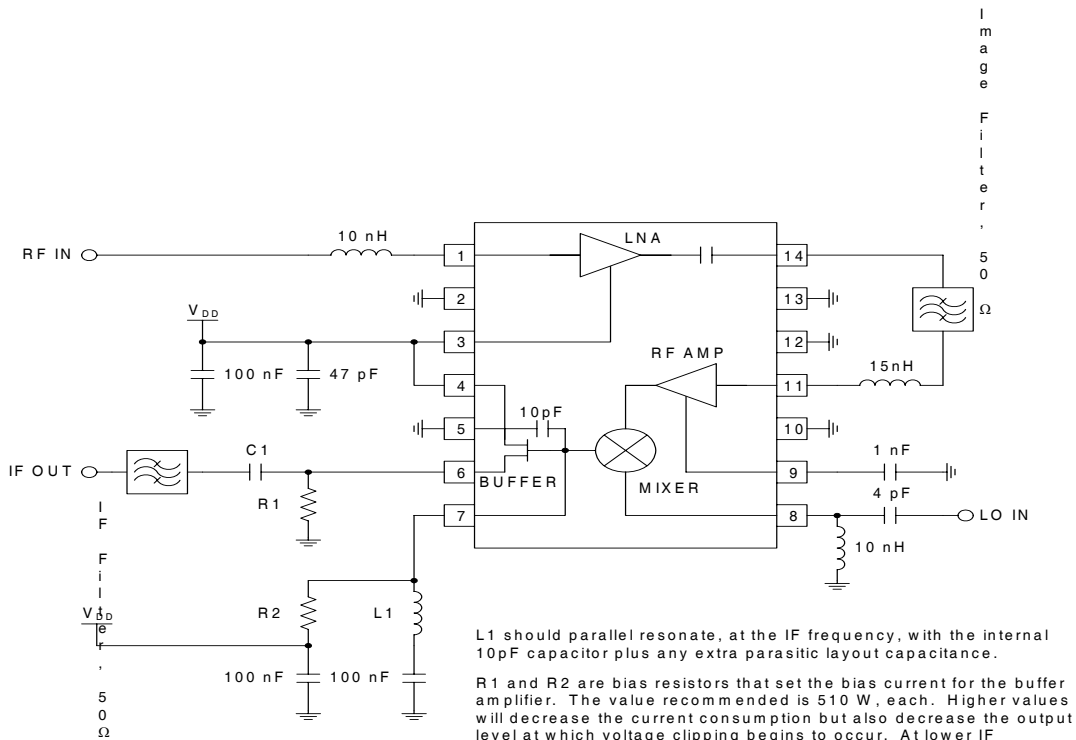 Image Filter, 50 Ω
10 nH
LNA
RF IN
1
14
2
13
VDD
3
12
RF AMP
15nH
100 nF
47 pF
4
11
10pF
5
10
C1
1 nF
IF OUT
6
9
BUFFER
MIXER
R1
4 pF
7
8
LO IN
10 nH
IF Filter, 50Ω
VDD
R2
L1
100 nF
100 nF
L1 should parallel resonate, at the IF frequency, with the internal
10pF capacitor plus any extra parasitic layout capacitance.
R1 and R2 are bias resistors that set the bias current for the buffer
amplifier. The value recommended is 510 W, each. Higher values
will decrease the current consumption but also decrease the output
level at which voltage clipping begins to occur. At lower IF